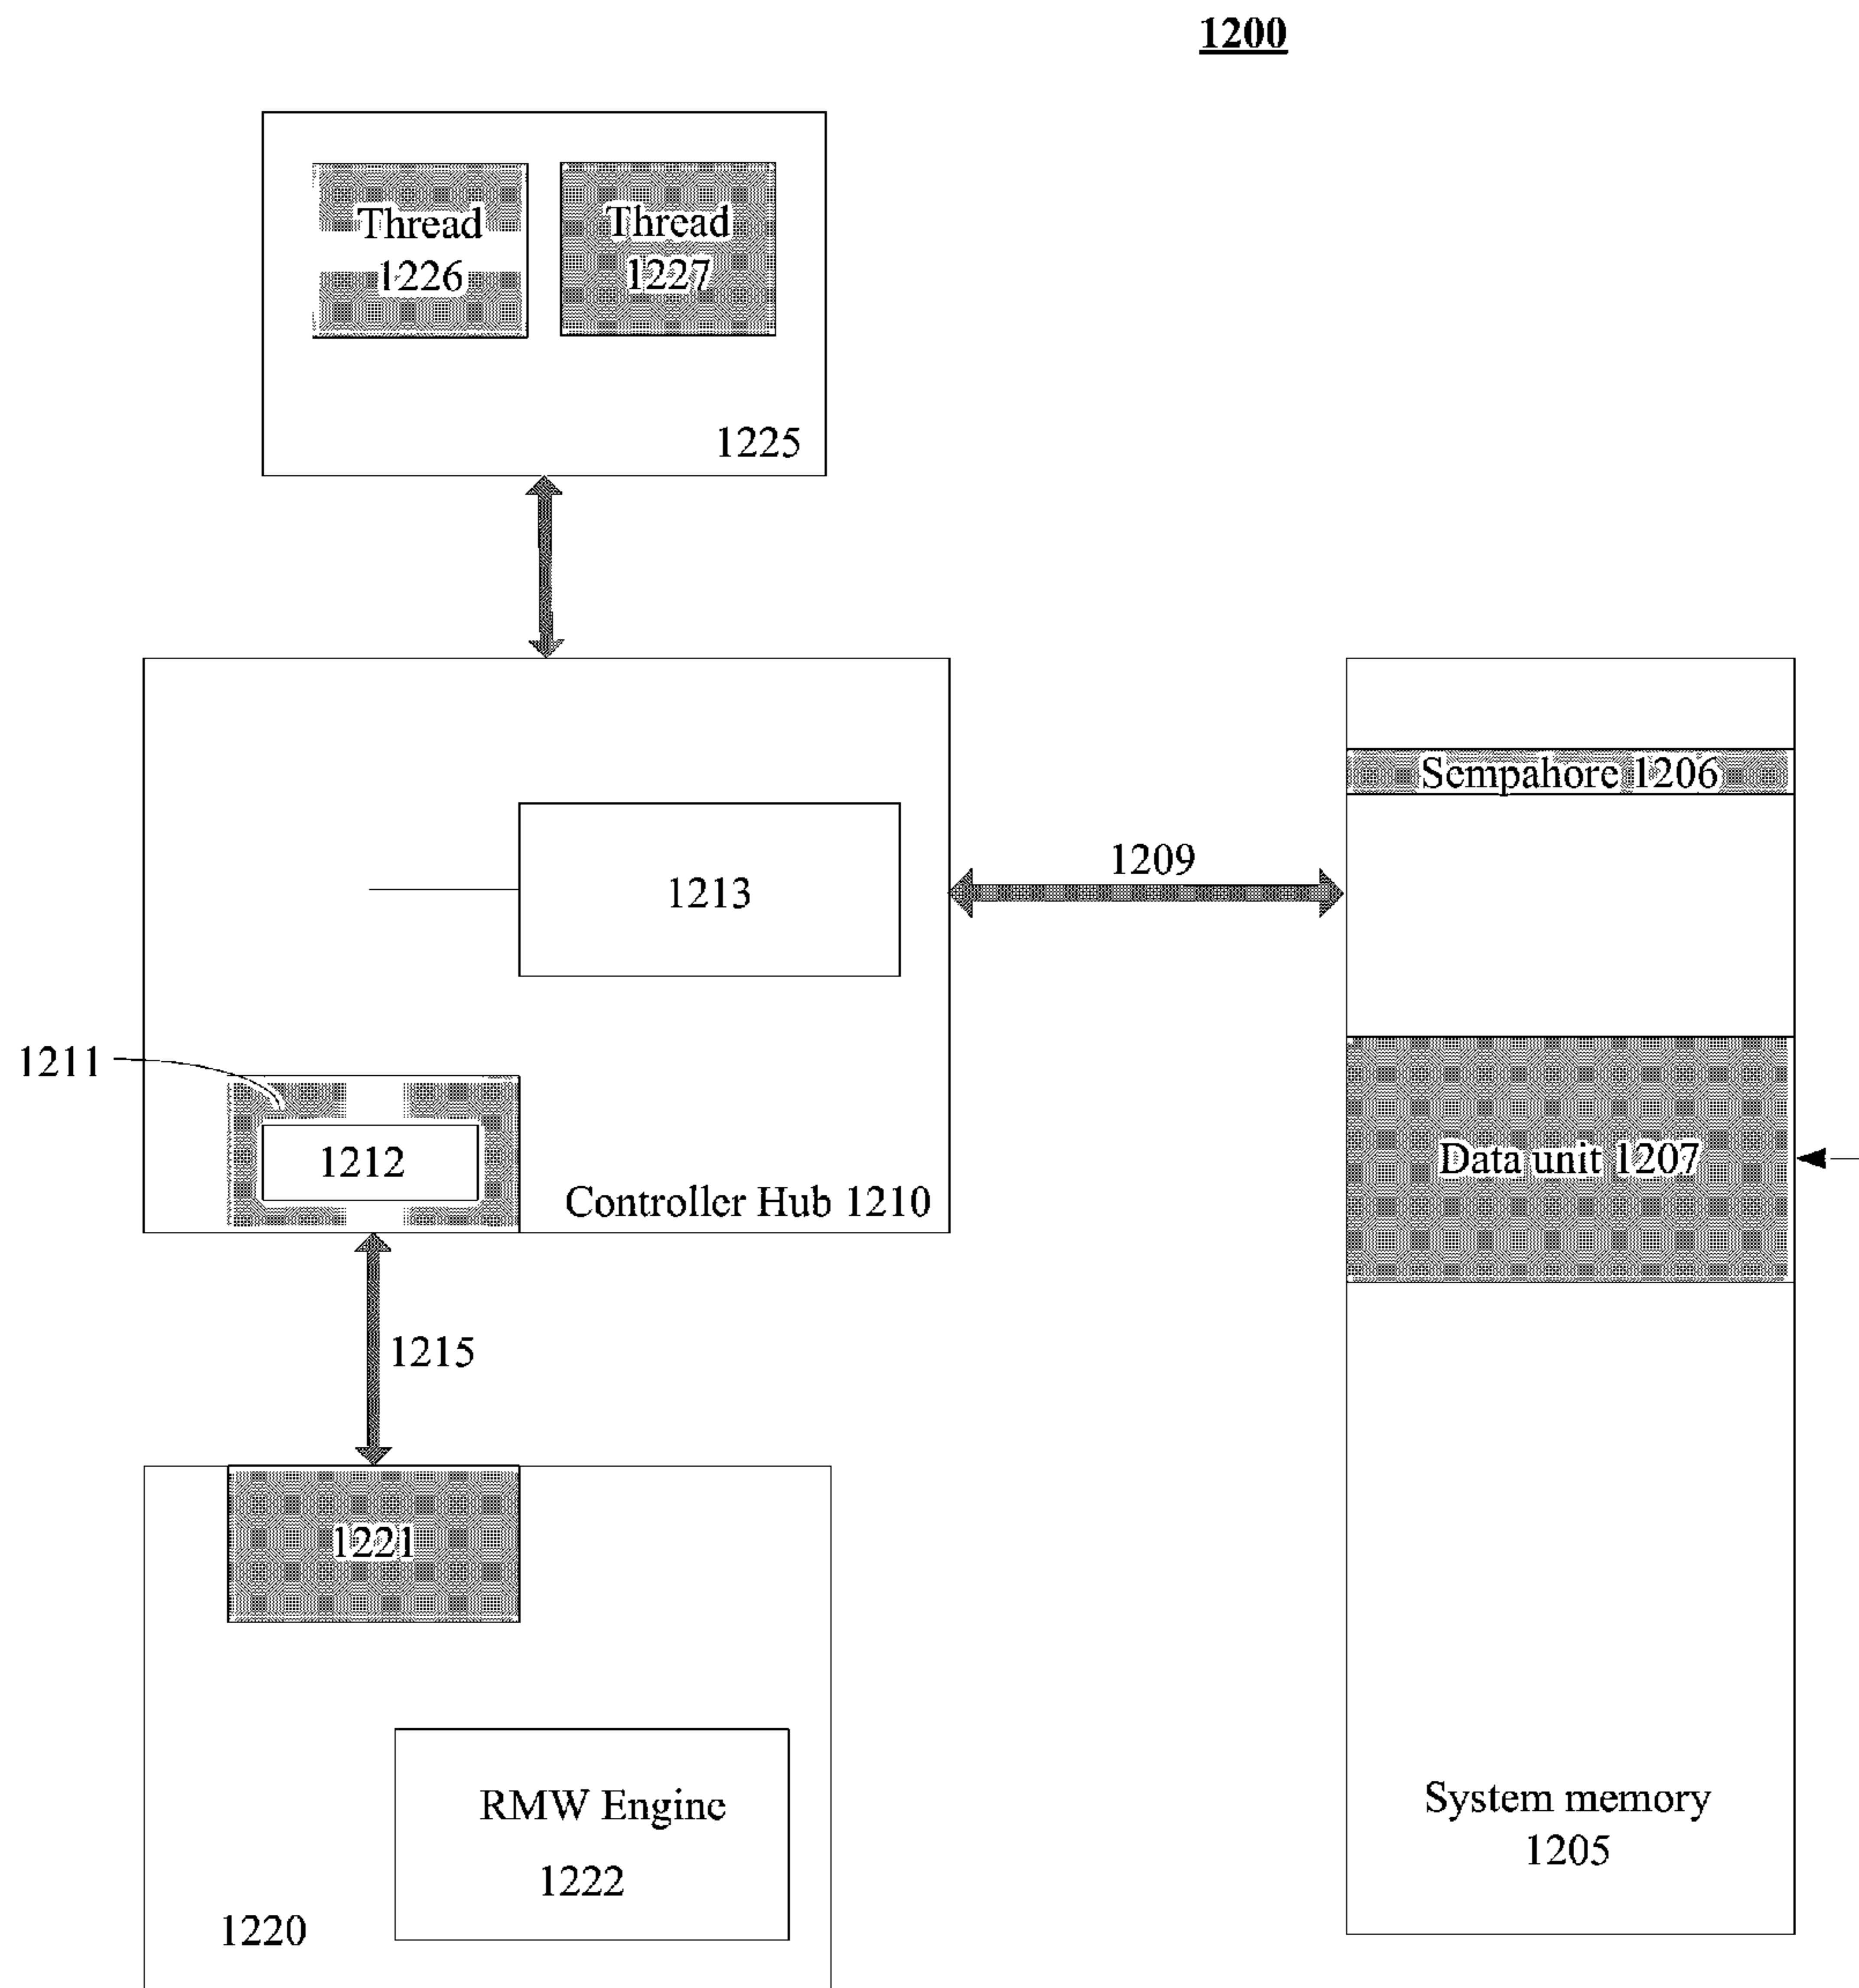 1200
Thread
1226
Thread
1227
1225
Sempahore 1206
1209
1213
1211
1212
Data unit 1207
Controller Hub 1210
1215
1221
RMW Engine
1222
System memory
1205
1220